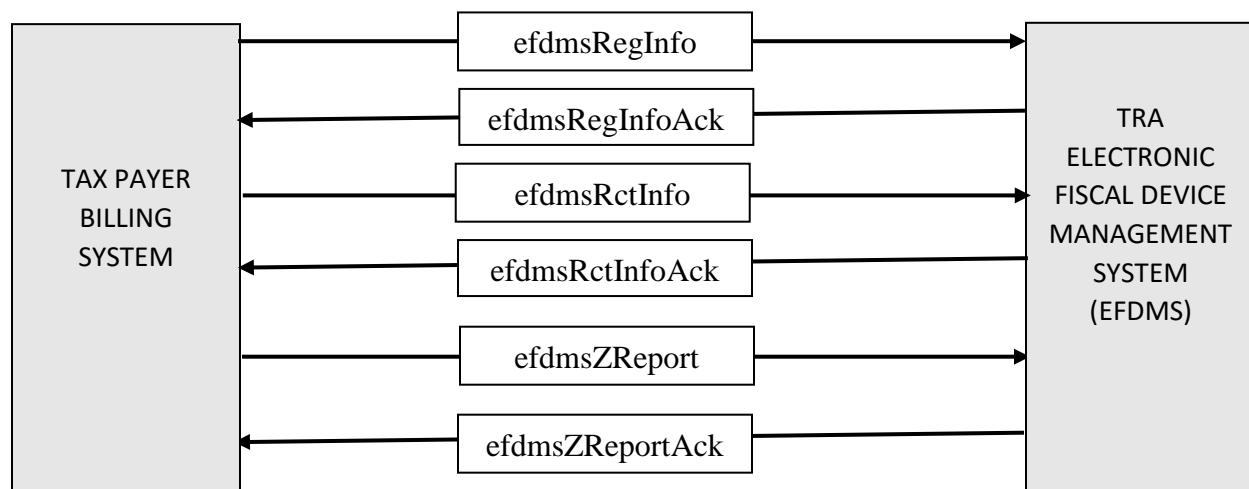 efdmsRegInfo
efdmsRegInfoAck
TAX PAYER
BILLING
SYSTEM
efdmsRctInfo
efdmsRctInfoAck
efdmsZReport
efdmsZReportAck
TRA
ELECTRONIC
FISCAL DEVICE
MANAGEMENT
SYSTEM
(EFDMS)